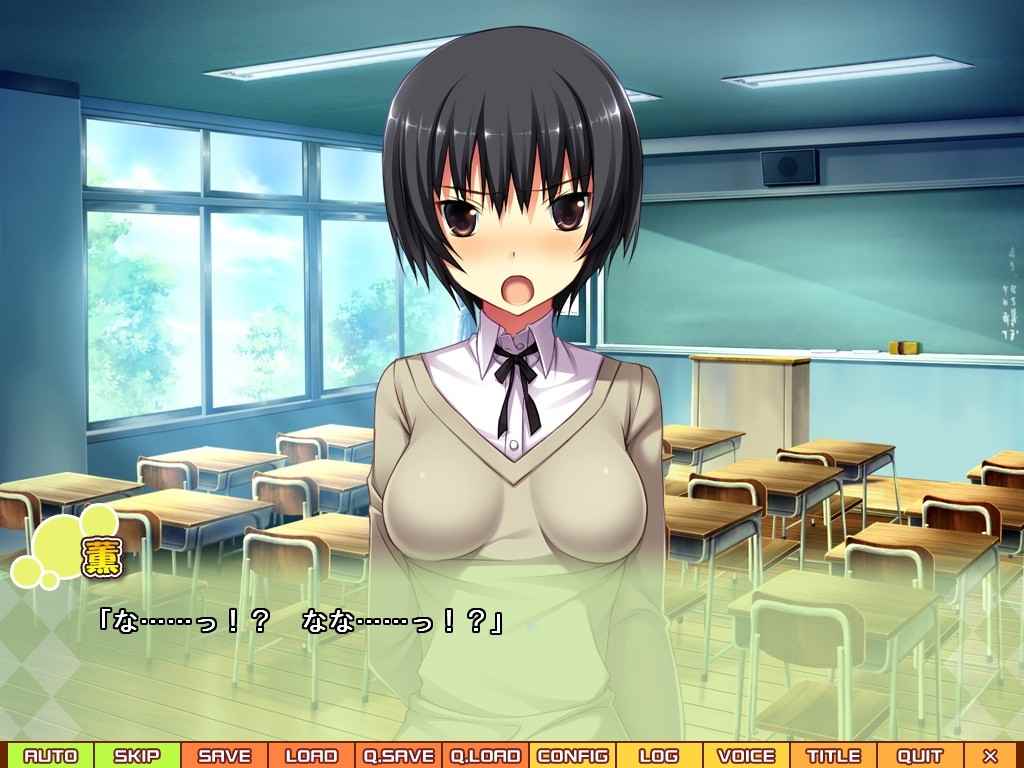 薫
「な……っ！？　なな……っ！？」
AUTO SKIP SAVE LOAD Q.SAVE Q.LOAD CONFIG LOG VOICE TITLE QUIT ×